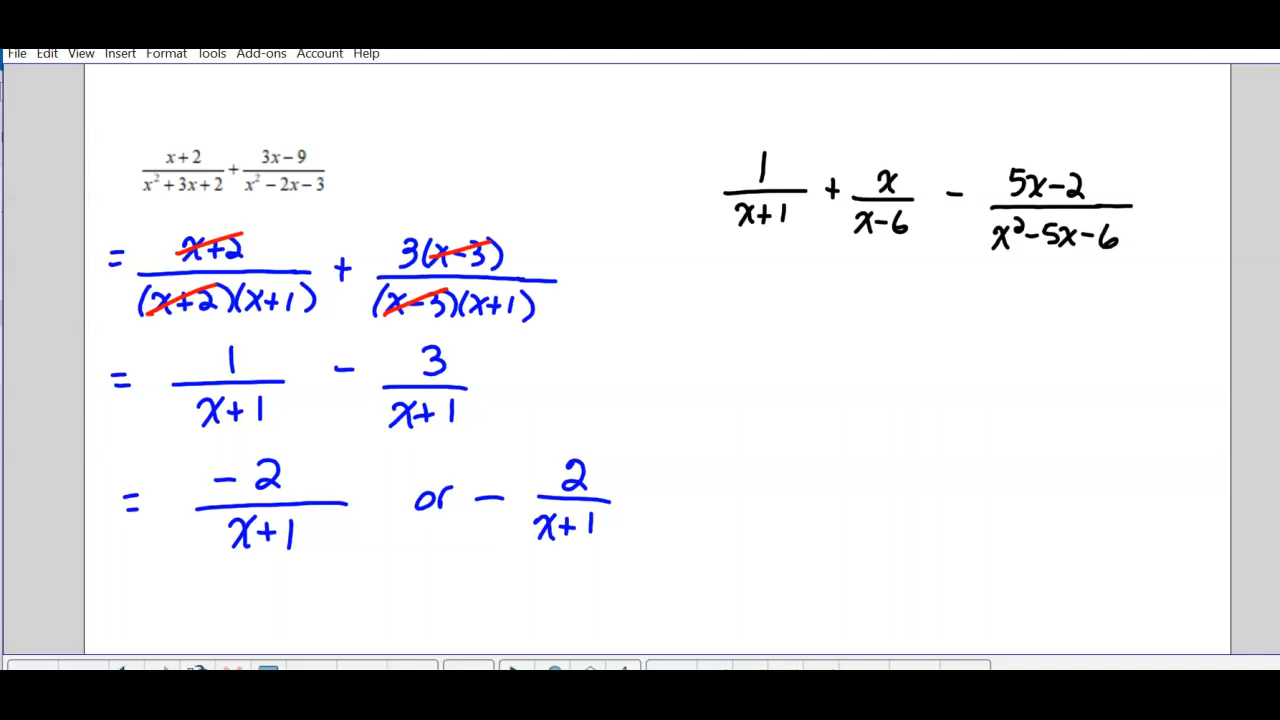 File Edit View Insert Format Tools Add-ons Account Help
x+2/(x²+3x+2) + 3x−9/(x²−2x−3)
= x+2/((x+2)(x+1)) + 3(x−3)/((x−3)(x+1))
= 1/(x+1) − 3/(x+1)
= −2/(x+1) or − 2/(x+1)
1/(x+1) + x/(x−6) − 5x−2/(x²−5x−6)